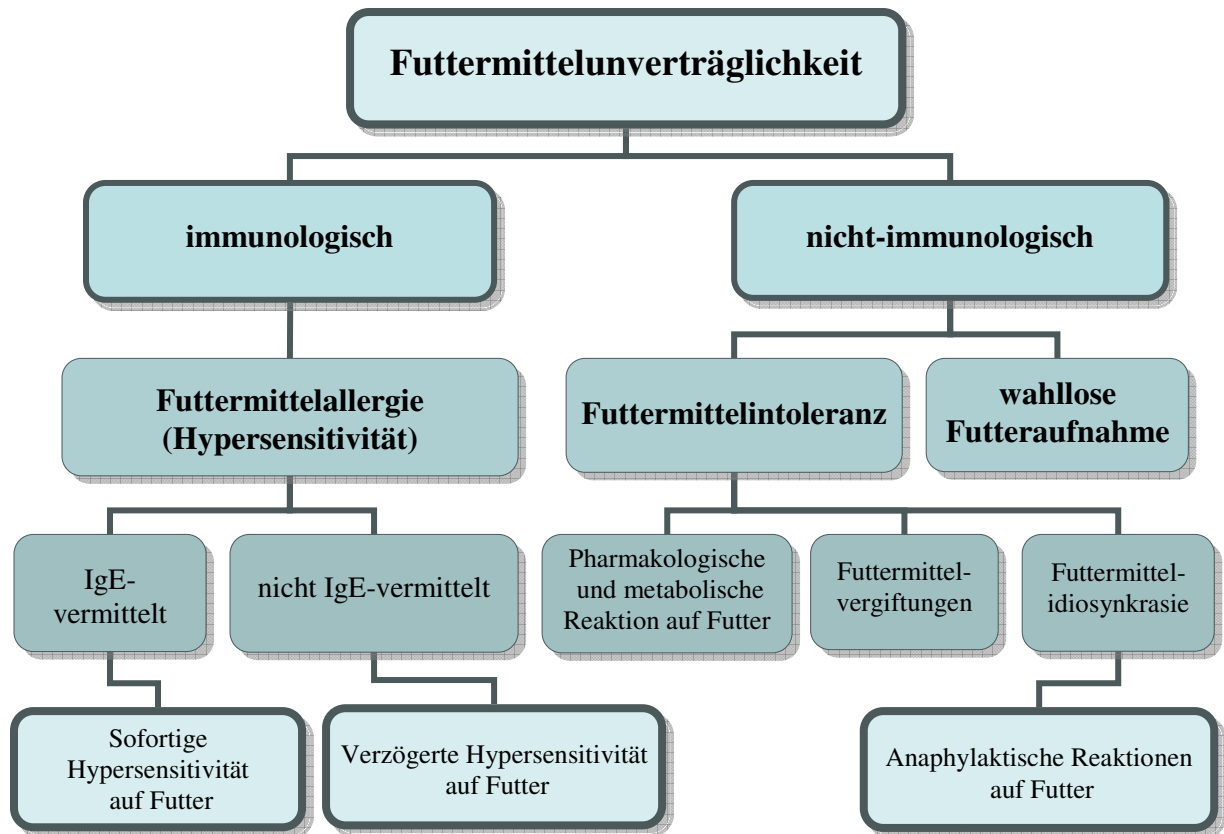 Futtermittelunverträglichkeit
immunologisch
nicht-immunologisch
Futtermittelallergie
(Hypersensitivität)
Futtermittelintoleranz
wahllose
Futteraufnahme
IgE-
vermittelt
nicht IgE-vermittelt
Pharmakologische
und metabolische
Reaktion auf Futter
Futtermittel-
vergiftungen
Futtermittel-
idiosynkrasie
Sofortige
Hypersensitivität
auf Futter
Verzögerte Hypersensitivität
auf Futter
Anaphylaktische Reaktionen
auf Futter